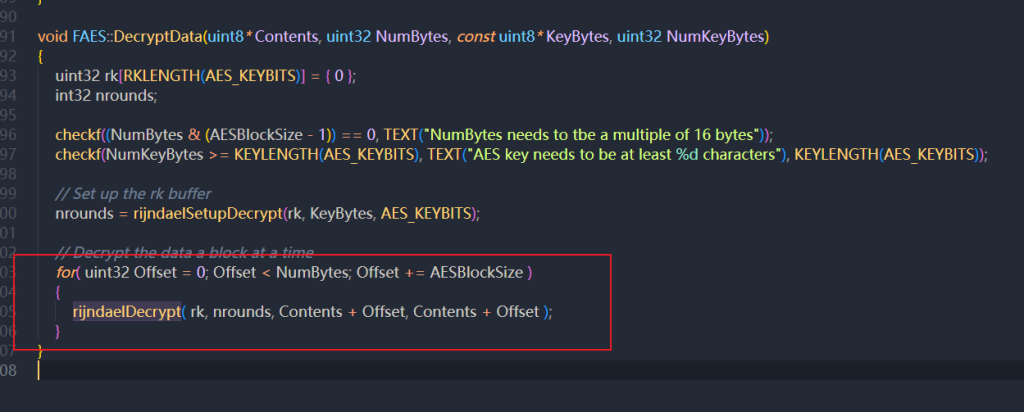 90 }
91 void FAES::DecryptData(uint8* Contents, uint32 NumBytes, const uint8* KeyBytes, uint32 NumKeyBytes)
92 {
93 uint32 rk[RKLENGTH(AES_KEYBITS)] = { 0 };
94 int32 nrounds;
95
96 checkf((NumBytes & (AESBlockSize - 1)) == 0, TEXT("NumBytes needs to tbe a multiple of 16 bytes"));
97 checkf(NumKeyBytes >= KEYLENGTH(AES_KEYBITS), TEXT("AES key needs to be at least %d characters"), KEYLENGTH(AES_KEYBITS));
98
99 // Set up the rk buffer
00 nrounds = rijndaelSetupDecrypt(rk, KeyBytes, AES_KEYBITS);
01
02 // Decrypt the data a block at a time
03 for( uint32 Offset = 0; Offset < NumBytes; Offset += AESBlockSize )
04 {
05 rijndaelDecrypt( rk, nrounds, Contents + Offset, Contents + Offset );
06 }
07 }
08